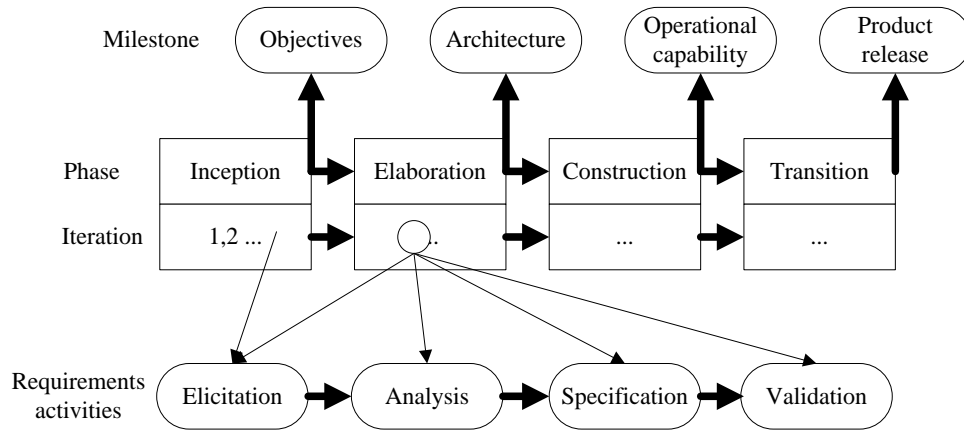 Milestone
Objectives
Architecture
Operational
capability
Product
release
Phase
Inception
Elaboration
Construction
Transition
Iteration
1,2 ...
..
...
...
Requirements
activities
Elicitation
Analysis
Specification
Validation